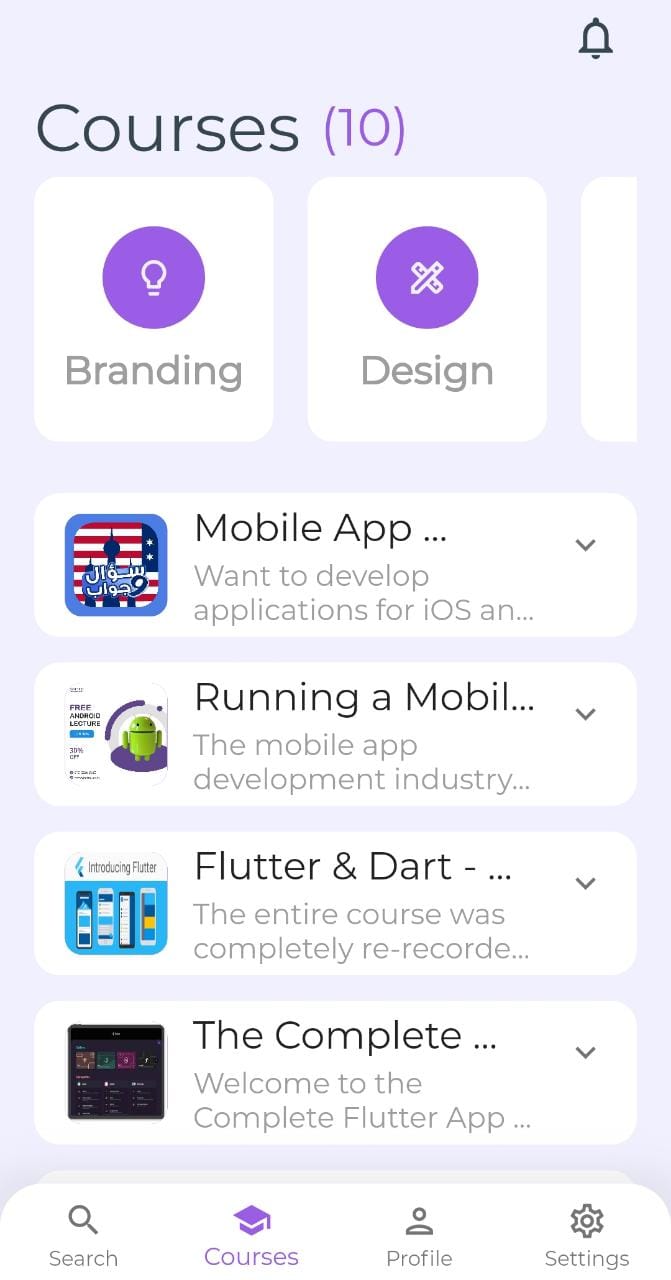 Courses (10)
Branding
Design
Mobile App ...
Want to develop
applications for iOS an...
سؤال
وجواب
Running a Mobil...
The mobile app
development industry...
FREE
ANDROID
LECTURE
30%
OFF
Flutter & Dart - ...
The entire course was
completely re-recorde...
Introducing Flutter
The Complete ...
Welcome to the
Complete Flutter App ...
Search
Courses
Profile
Settings